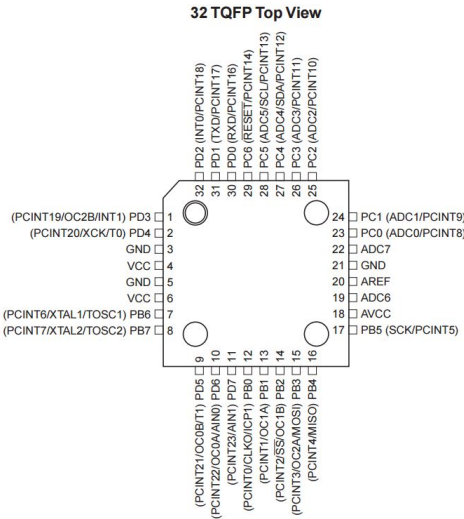 32 TQFP Top View
PD2 (INT0/PCINT18)
PD1 (TXD/PCINT17)
PD0 (RXD/PCINT16)
PC6 (RESET/PCINT14)
PC5 (ADC5/SCL/PCINT13)
PC4 (ADC4/SDA/PCINT12)
PC3 (ADC3/PCINT11)
PC2 (ADC2/PCINT10)
32 31 30 29 28 27 26 25
(PCINT19/OC2B/INT1) PD3 1
(PCINT20/XCK/T0) PD4 2
GND 3
VCC 4
GND 5
VCC 6
(PCINT6/XTAL1/TOSC1) PB6 7
(PCINT7/XTAL2/TOSC2) PB7 8
24 PC1 (ADC1/PCINT9)
23 PC0 (ADC0/PCINT8)
22 ADC7
21 GND
20 AREF
19 ADC6
18 AVCC
17 PB5 (SCK/PCINT5)
9 10 11 12 13 14 15 16
(PCINT21/OC0B/T1) PD5
(PCINT22/OC0A/AIN0) PD6
(PCINT23/AIN1) PD7
(PCINT0/CLKO/ICP1) PB0
(PCINT1/OC1A) PB1
(PCINT2/SS/OC1B) PB2
(PCINT3/OC2A/MOSI) PB3
(PCINT4/MISO) PB4